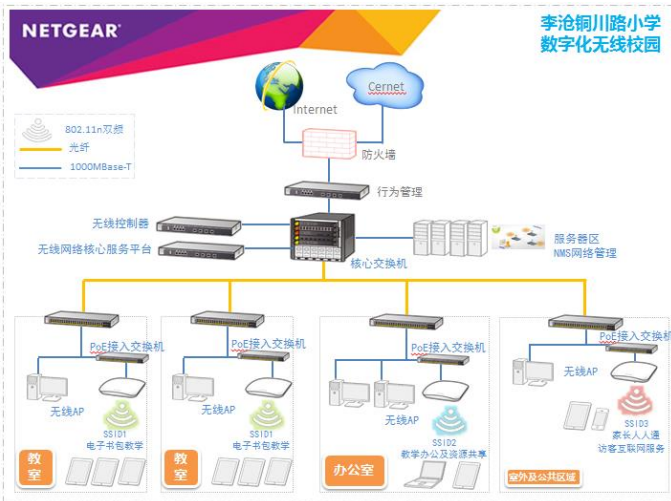 NETGEAR®
李沧铜川路小学
数字化无线校园
Internet
Cernet
802.11n双频
光纤
1000MBase-T
防火墙
行为管理
无线控制器
无线网络核心服务平台
核心交换机
服务器区
NMS网络管理
PoE接入交换机
无线AP
SSID1
电子书包教学
教室
PoE接入交换机
无线AP
SSID1
电子书包教学
教室
PoE接入交换机
无线AP
SSID2
教学办公及资源共享
办公室
PoE接入交换机
无线AP
SSID3
家长人人通
访客互联网服务
室外及公共区域